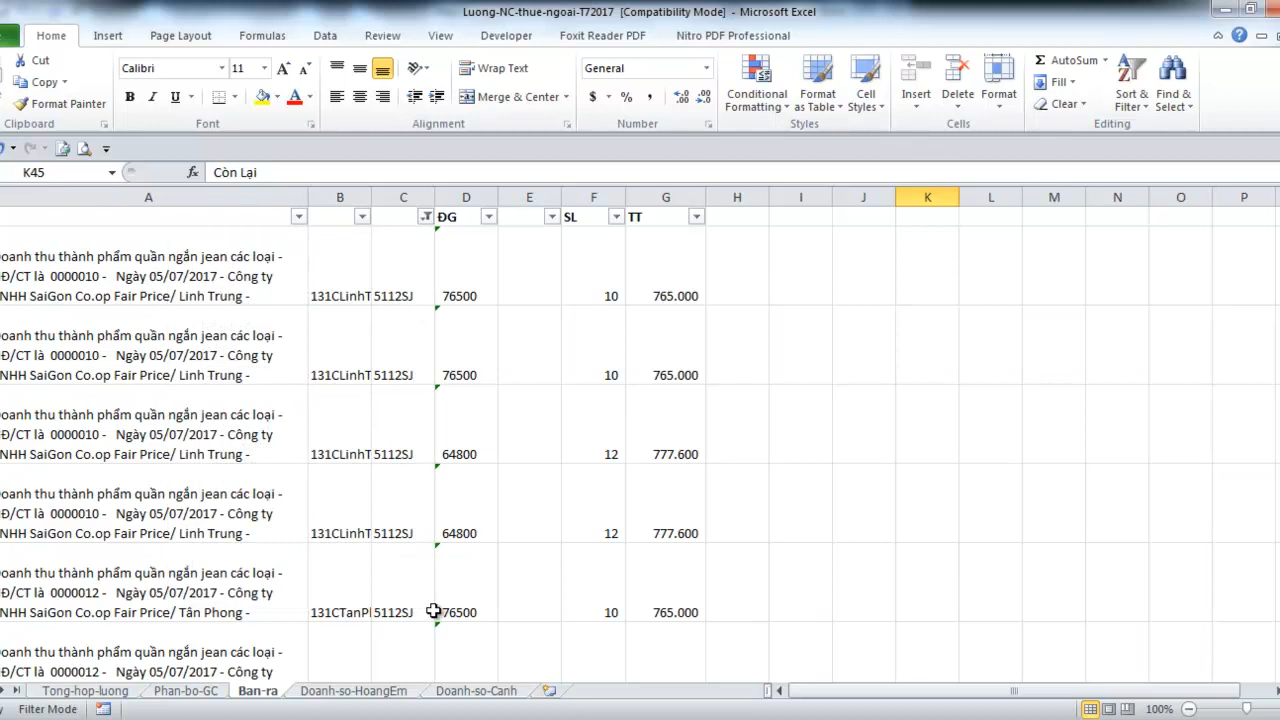 Luong-NC-thue-ngoai-T72017 [Compatibility Mode] - Microsoft Excel
Home Insert Page Layout Formulas Data Review View Developer Foxit Reader PDF Nitro PDF Professional
Cut
Copy
Format Painter
Clipboard
Calibri 11
B I U
Font
Wrap Text
Merge & Center
Alignment
General
$ % ,
Number
Conditional Formatting
Format as Table
Cell Styles
Styles
Insert Delete Format
Cells
AutoSum
Fill
Clear
Sort & Filter
Find & Select
Editing
K45 fx Còn Lại
A B C D E F G H I J K L M N O P
ĐG SL TT
oanh thu thành phẩm quần ngắn jean các loại -
Đ/CT là 0000010 - Ngày 05/07/2017 - Công ty
NHH SaiGon Co.op Fair Price/ Linh Trung - 131CLinhT 5112SJ 76500 10 765.000
oanh thu thành phẩm quần ngắn jean các loại -
Đ/CT là 0000010 - Ngày 05/07/2017 - Công ty
NHH SaiGon Co.op Fair Price/ Linh Trung - 131CLinhT 5112SJ 76500 10 765.000
oanh thu thành phẩm quần ngắn jean các loại -
Đ/CT là 0000010 - Ngày 05/07/2017 - Công ty
NHH SaiGon Co.op Fair Price/ Linh Trung - 131CLinhT 5112SJ 64800 12 777.600
oanh thu thành phẩm quần ngắn jean các loại -
Đ/CT là 0000010 - Ngày 05/07/2017 - Công ty
NHH SaiGon Co.op Fair Price/ Linh Trung - 131CLinhT 5112SJ 64800 12 777.600
oanh thu thành phẩm quần ngắn jean các loại -
Đ/CT là 0000012 - Ngày 05/07/2017 - Công ty
NHH SaiGon Co.op Fair Price/ Tân Phong - 131CTanPl 5112SJ 76500 10 765.000
oanh thu thành phẩm quần ngắn jean các loại -
Đ/CT là 0000012 - Ngày 05/07/2017 - Công ty
Tong-hop-luong Phan-bo-GC Ban-ra Doanh-so-HoangEm Doanh-so-Canh
Filter Mode 100%